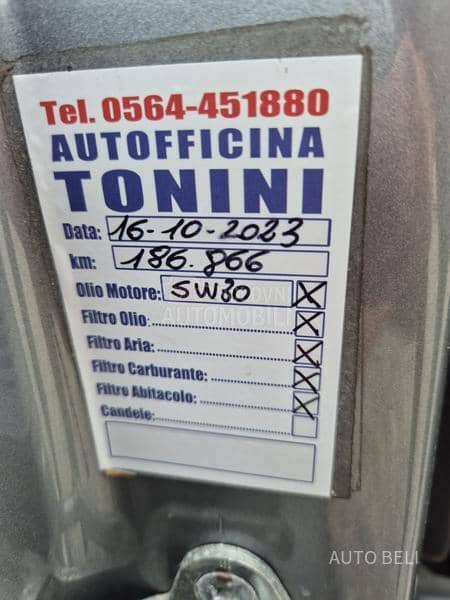 Tel. 0564-451880
AUTOFFICINA
TONINI
Data: 16-10-2023
km: 186.866
Olio Motore: 5W30 X
Filtro Olio: X
Filtro Aria: X
Filtro Carburante: X
Filtro Abitacolo: X
Candele:
AUTOMOBILI
AUTO BELI